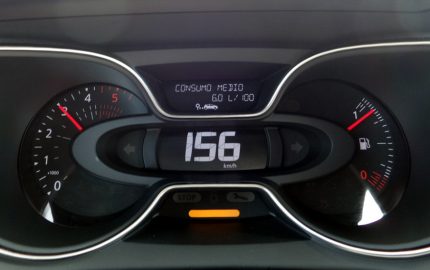 CONSUMO MEDIO
6.0 L/100
3 4 5
2
1
x1000
0
156
km/h
1
0
STOP